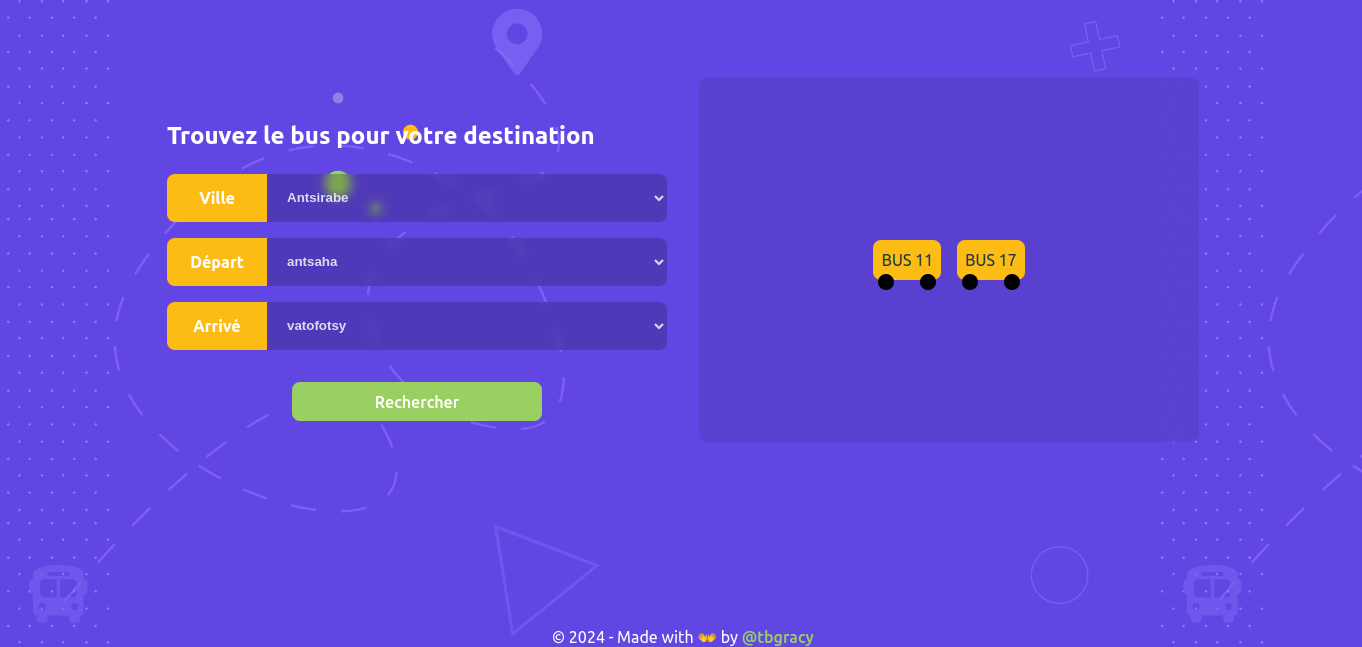 Trouvez le bus pour votre destination
Ville
Antsirabe
Départ
antsaha
Arrivé
vatofotsy
Rechercher
BUS 11
BUS 17
© 2024 - Made with 👐 by @tbgracy